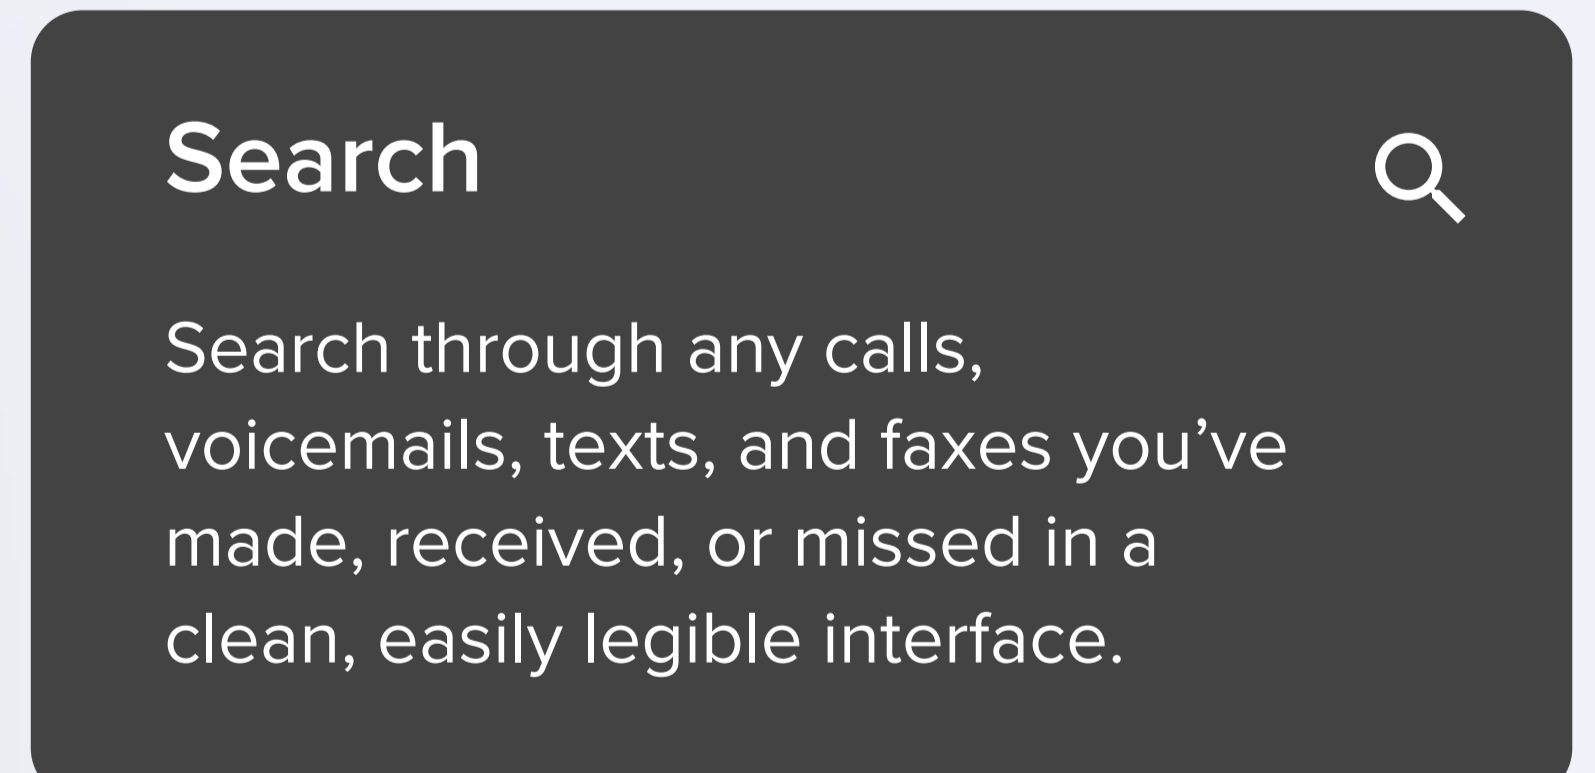 Search
Search through any calls,
voicemails, texts, and faxes you’ve
made, received, or missed in a
clean, easily legible interface.